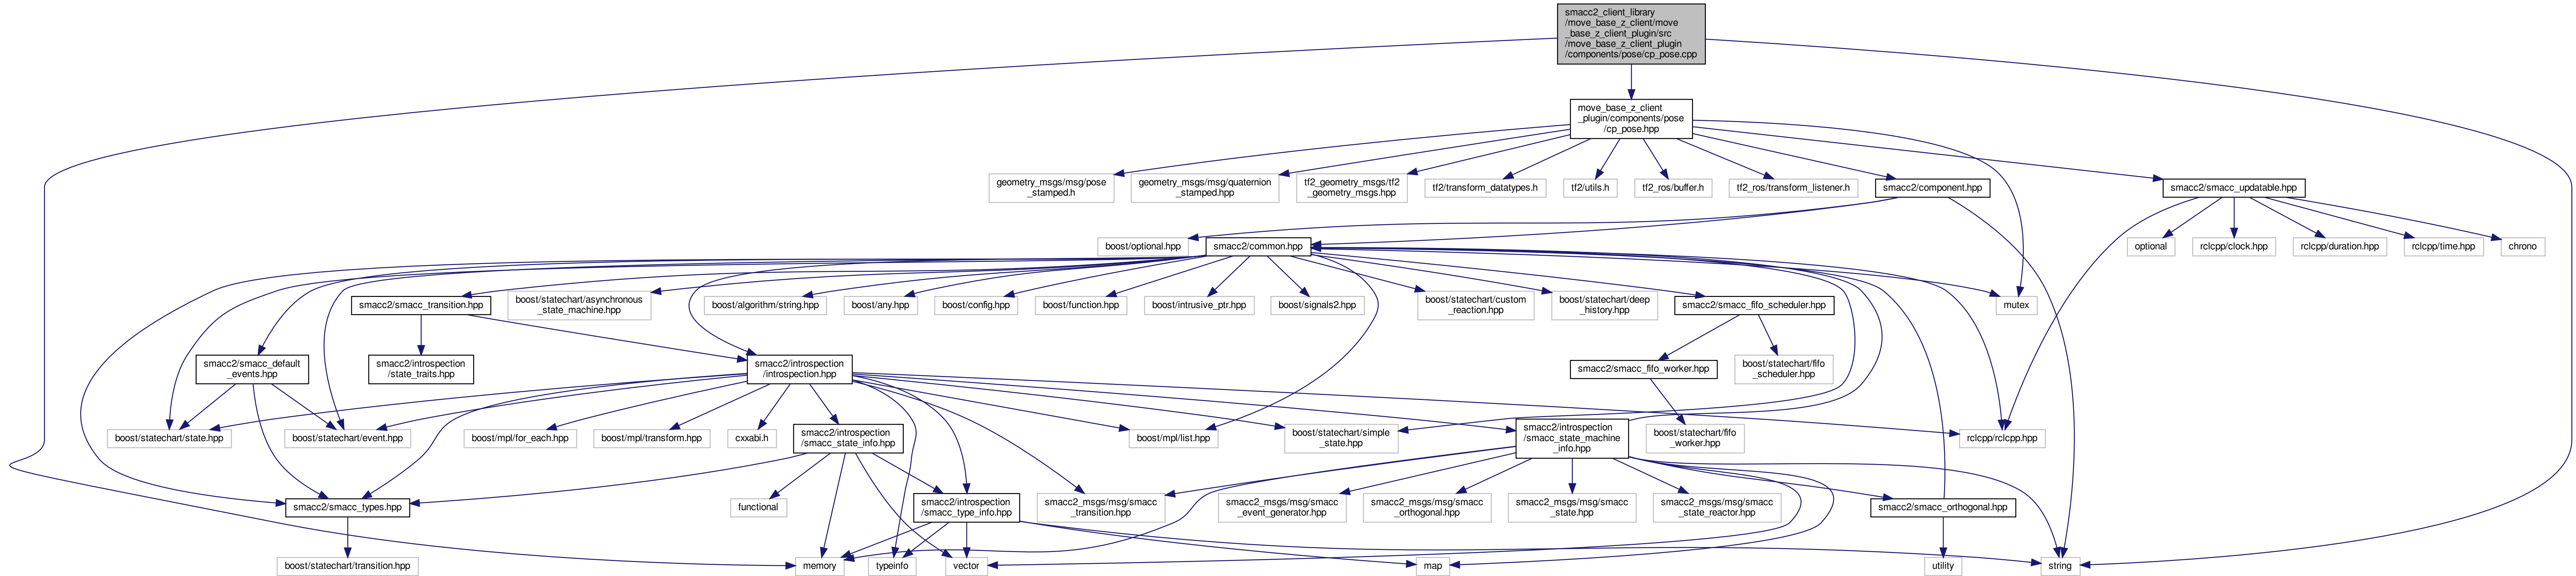 smacc2_client_library
/move_base_z_client/move
_base_z_client_plugin/src
/move_base_z_client_plugin
/components/pose/cp_pose.cpp
move_base_z_client
_plugin/components/pose
/cp_pose.hpp
geometry_msgs/msg/pose
_stamped.h
geometry_msgs/msg/quaternion
_stamped.hpp
tf2_geometry_msgs/tf2
_geometry_msgs.hpp
tf2/transform_datatypes.h
tf2/utils.h
tf2_ros/buffer.h
tf2_ros/transform_listener.h
smacc2/component.hpp
smacc2/smacc_updatable.hpp
boost/optional.hpp
smacc2/common.hpp
optional
rclcpp/clock.hpp
rclcpp/duration.hpp
rclcpp/time.hpp
chrono
smacc2/smacc_transition.hpp
boost/statechart/asynchronous
_state_machine.hpp
boost/algorithm/string.hpp
boost/any.hpp
boost/config.hpp
boost/function.hpp
boost/intrusive_ptr.hpp
boost/signals2.hpp
boost/statechart/custom
_reaction.hpp
boost/statechart/deep
_history.hpp
smacc2/smacc_fifo_scheduler.hpp
mutex
smacc2/smacc_default
_events.hpp
smacc2/introspection
/state_traits.hpp
smacc2/introspection
/introspection.hpp
smacc2/smacc_fifo_worker.hpp
boost/statechart/fifo
_scheduler.hpp
boost/statechart/state.hpp
boost/statechart/event.hpp
boost/mpl/for_each.hpp
boost/mpl/transform.hpp
cxxabi.h
smacc2/introspection
/smacc_state_info.hpp
boost/mpl/list.hpp
boost/statechart/simple
_state.hpp
smacc2/introspection
/smacc_state_machine
_info.hpp
boost/statechart/fifo
_worker.hpp
rclcpp/rclcpp.hpp
smacc2/smacc_types.hpp
functional
smacc2/introspection
/smacc_type_info.hpp
smacc2_msgs/msg/smacc
_transition.hpp
smacc2_msgs/msg/smacc
_event_generator.hpp
smacc2_msgs/msg/smacc
_orthogonal.hpp
smacc2_msgs/msg/smacc
_state.hpp
smacc2_msgs/msg/smacc
_state_reactor.hpp
smacc2/smacc_orthogonal.hpp
boost/statechart/transition.hpp
memory
typeinfo
vector
map
utility
string